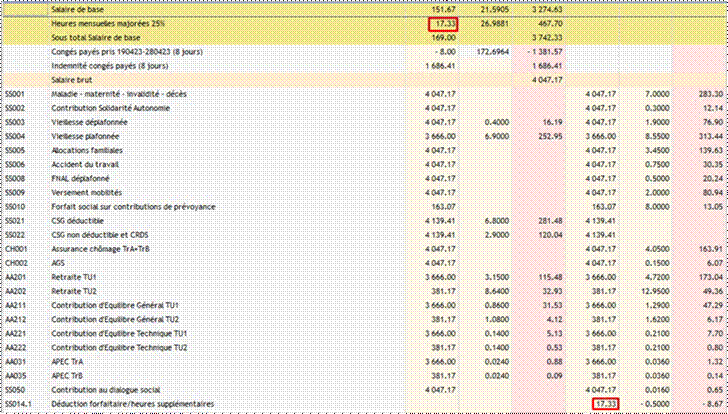 Salaire de base 151.67 21.5905 3 274.63
Heures mensuelles majorées 25% 17.33 26.9881 467.70
Sous total Salaire de base 169.00 3 742.33
Congés payés pris 190423-280423 (8 jours) - 8.00 172,6964 - 1 381.57
Indemnité congés payés (8 jours) 1 686.41 1 686.41
Salaire brut 4 047.17
SS001 Maladie - maternité - invalidité - décès 4 047.17 4 047.17 7.0000 283.30
SS002 Contribution Solidarité Autonomie 4 047.17 4 047.17 0.3000 12.14
SS003 Vieillesse déplafonnée 4 047.17 0.4000 16.19 4 047.17 1.9000 76.90
SS004 Vieillesse plafonnée 3 666.00 6.9000 252.95 3 666.00 8.5500 313.44
SS005 Allocations familiales 4 047.17 4 047.17 3.4500 139.63
SS006 Accident du travail 4 047.17 4 047.17 0.7500 30.35
SS008 FNAL déplafonné 4 047.17 4 047.17 0.5000 20.24
SS009 Versement mobilités 4 047.17 4 047.17 2.0000 80.94
SS010 Forfait social sur contributions de prévoyance 163.07 163.07 8.0000 13.05
SS021 CSG déductible 4 139.41 6.8000 281.48 4 139.41
SS022 CSG non déductible et CRDS 4 139.41 2.9000 120.04 4 139.41
CH001 Assurance chômage TrA+TrB 4 047.17 4 047.17 4.0500 163.91
CH002 AGS 4 047.17 4 047.17 0.1500 6.07
AA201 Retraite TU1 3 666.00 3.1500 115.48 3 666.00 4.7200 173.04
AA202 Retraite TU2 381.17 8.6400 32.93 381.17 12.9500 49.36
AA211 Contribution d'Equilibre Général TU1 3 666.00 0.8600 31.53 3 666.00 1.2900 47.29
AA212 Contribution d'Equilibre Général TU2 381.17 1.0800 4.12 381.17 1.6200 6.17
AA221 Contribution d'Equilibre Technique TU1 3 666.00 0.1400 5.13 3 666.00 0.2100 7.70
AA222 Contribution d'Equilibre Technique TU2 381.17 0.1400 0.53 381.17 0.2100 0.80
AA031 APEC TrA 3 666.00 0.0240 0.88 3 666.00 0.0360 1.32
AA035 APEC TrB 381.17 0.0240 0.09 381.17 0.0360 0.14
SS050 Contribution au dialogue social 4 047.17 4 047.17 0.0160 0.65
SS014.1 Déduction forfaitaire/heures supplémentaires 17.33 - 0.5000 - 8.67